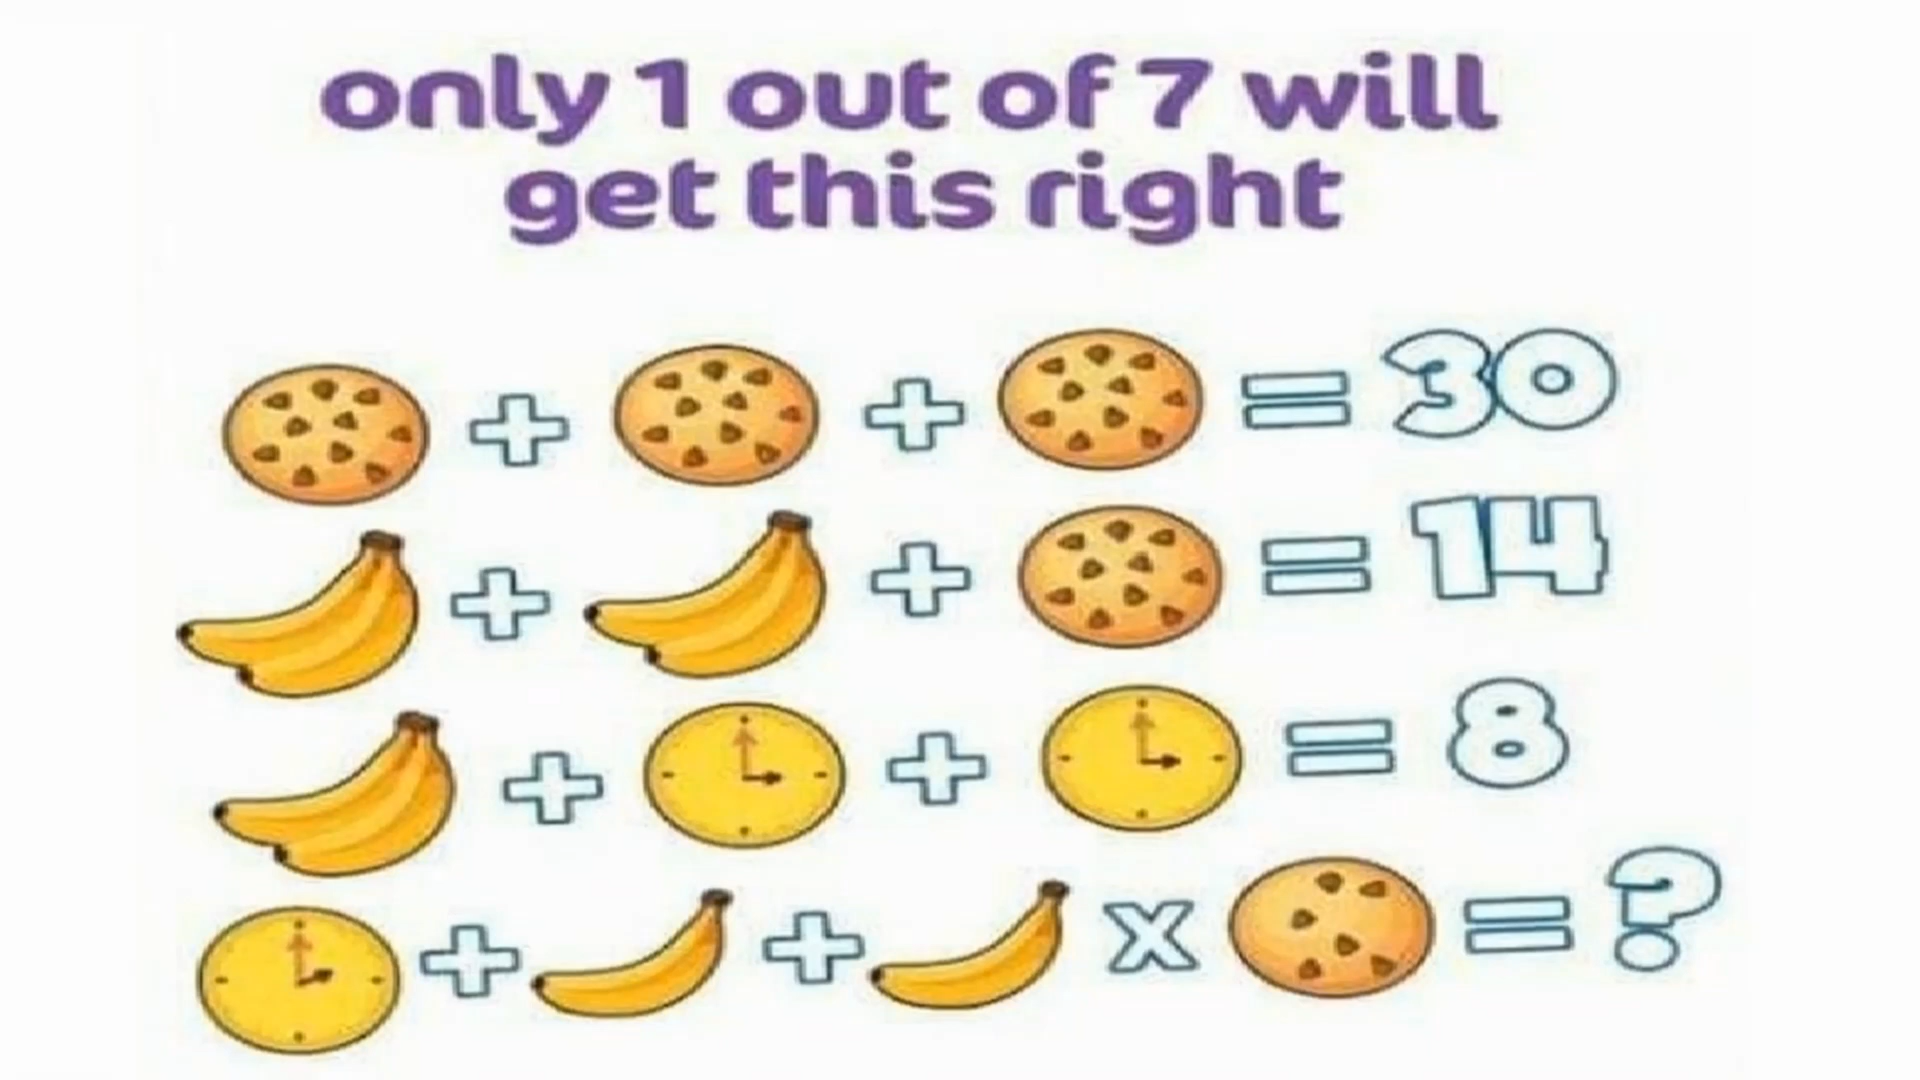 only 1 out of 7 will
get this right
+ + = 30
+ + = 14
+ + = 8
+ + x = ?